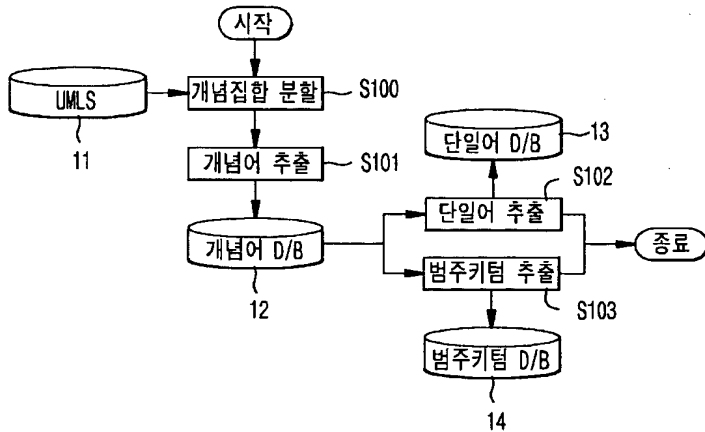 시작
UMLS
11
개념집합 분할
S100
개념어 추출
S101
개념어 D/B
12
단일어 D/B
13
단일어 추출
S102
범주키텀 추출
S103
범주키텀 D/B
14
종료